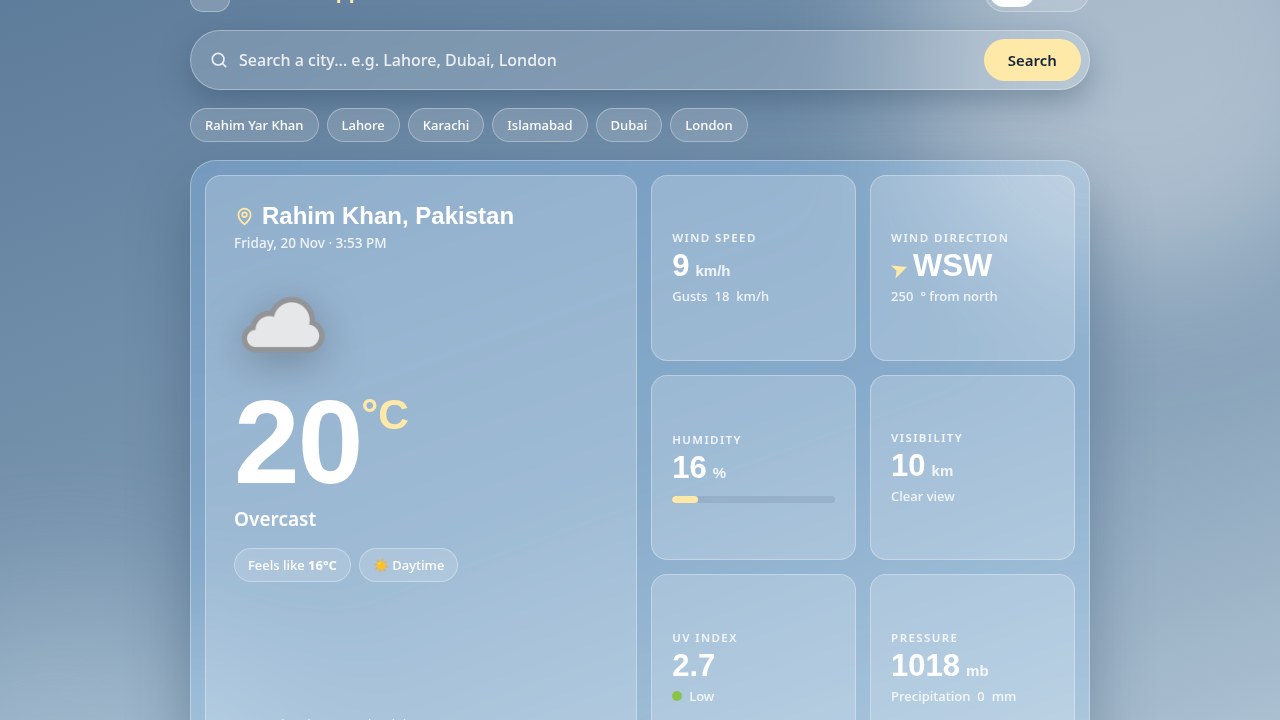 Search a city... e.g. Lahore, Dubai, London
Search
Rahim Yar Khan
Lahore
Karachi
Islamabad
Dubai
London
Rahim Khan, Pakistan
Friday, 20 Nov · 3:53 PM
20°C
Overcast
Feels like 16°C
Daytime
WIND SPEED
9 km/h
Gusts 18 km/h
WIND DIRECTION
WSW
250 ° from north
HUMIDITY
16 %
VISIBILITY
10 km
Clear view
UV INDEX
2.7
Low
PRESSURE
1018 mb
Precipitation 0 mm